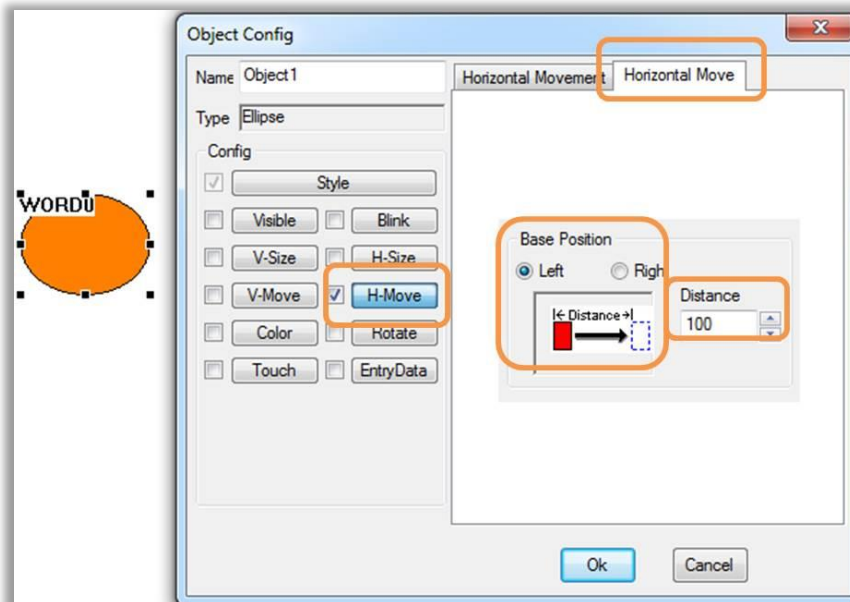 Object Config
Name Object1
Type Ellipse
Config
Style
Visible Blink
V-Size H-Size
V-Move H-Move
Color Rotate
Touch EntryData
Horizontal Movement Horizontal Move
Base Position
Left Righ
Distance
Distance
100
Ok Cancel
WORD0